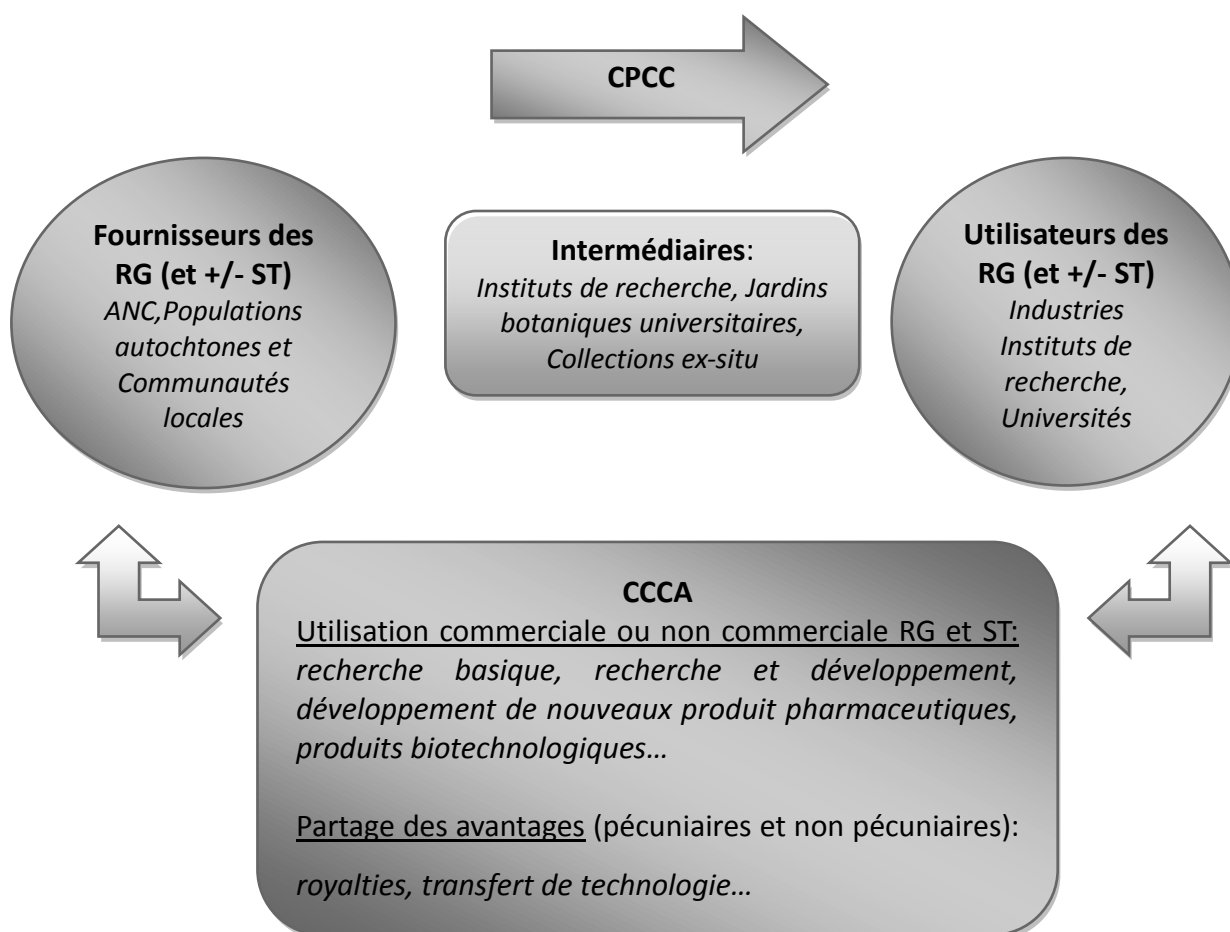 CPCC
Fournisseurs des
RG (et +/- ST)
ANC,Populations
autochtones et
Communautés
locales
Intermédiaires:
Instituts de recherche, Jardins
botaniques universitaires,
Collections ex-situ
Utilisateurs des
RG (et +/- ST)
Industries
Instituts de
recherche,
Universités
CCCA
Utilisation commerciale ou non commerciale RG et ST:
recherche basique, recherche et développement,
développement de nouveaux produit pharmaceutiques,
produits biotechnologiques…
Partage des avantages (pécuniaires et non pécuniaires):
royalties, transfert de technologie…